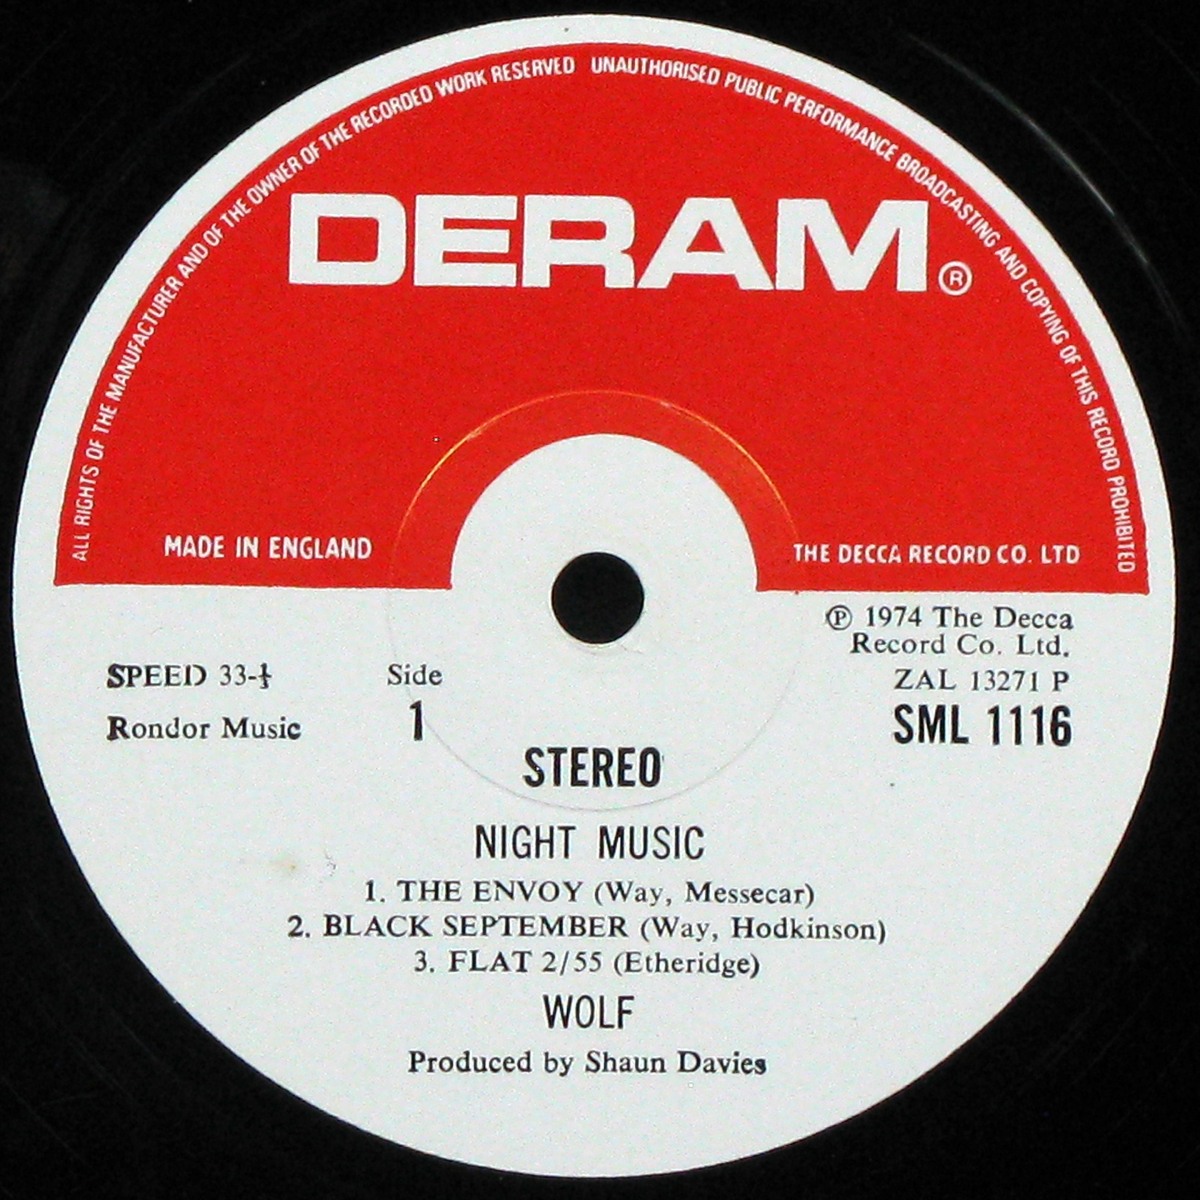 ALL RIGHTS OF THE MANUFACTURER AND OF THE OWNER OF THE RECORDED WORK RESERVED UNAUTHORISED PUBLIC PERFORMANCE BROADCASTING AND COPYING OF THIS RECORD PROHIBITED
DERAM®
MADE IN ENGLAND
THE DECCA RECORD CO. LTD
℗ 1974 The Decca
Record Co. Ltd.
SPEED 33-⅓
Side
ZAL 13271 P
Rondor Music
1
SML 1116
STEREO
NIGHT MUSIC
1. THE ENVOY (Way, Messecar)
2. BLACK SEPTEMBER (Way, Hodkinson)
3. FLAT 2/55 (Etheridge)
WOLF
Produced by Shaun Davies